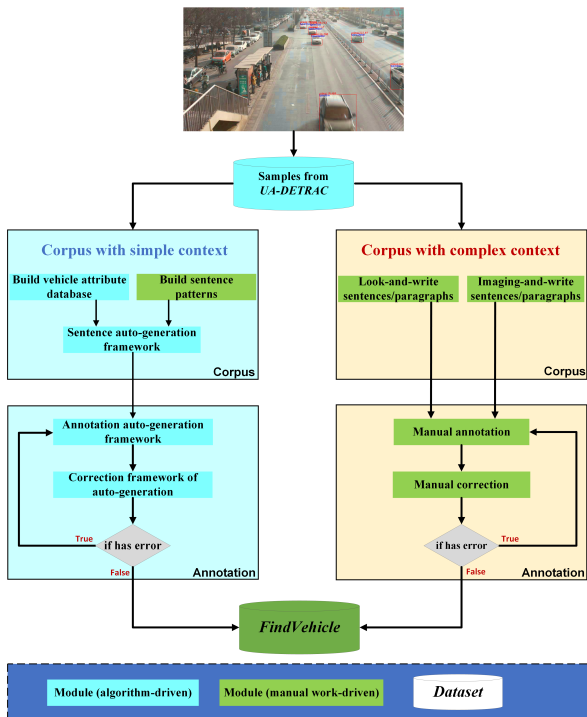 Samples from
UA-DETRAC
Corpus with simple context
Build vehicle attribute
database
Build sentence
patterns
Sentence auto-generation
framework
Corpus
Corpus with complex context
Look-and-write
sentences/paragraphs
Imaging-and-write
sentences/paragraphs
Corpus
Annotation auto-generation
framework
Correction framework of
auto-generation
True
if has error
False
Annotation
Manual annotation
Manual correction
if has error
True
False
Annotation
FindVehicle
Module (algorithm-driven)
Module (manual work-driven)
Dataset